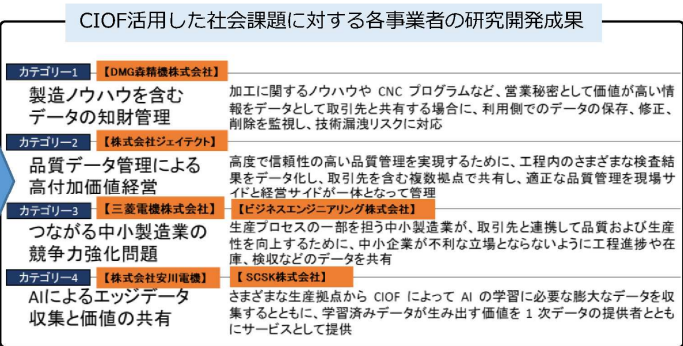 CIOF活用した社会課題に対する各事業者の研究開発成果
カテゴリー1 【DMG森精機株式会社】
製造ノウハウを含む
データの知財管理
加工に関するノウハウや CNC プログラムなど、営業秘密として価値が高い情
報をデータとして取引先と共有する場合に、利用側でのデータの保存、修正、
削除を監視し、技術漏洩リスクに対応
カテゴリー2 【株式会社ジェイテクト】
品質データ管理による
高付加価値経営
高度で信頼性の高い品質管理を実現するために、工程内のさまざまな検査結
果をデータ化し、取引先を含む複数拠点で共有し、適正な品質管理を現場サ
イドと経営サイドが一体となって管理
カテゴリー3 【三菱電機株式会社】 【ビジネスエンジニアリング株式会社】
つながる中小製造業の
競争力強化問題
生産プロセスの一部を担う中小製造業が、取引先と連携して品質および生産
性を向上するために、中小企業が不利な立場とならないように工程進捗や在
庫、検収などのデータを共有
カテゴリー4 【株式会社安川電機】 【 SCSK株式会社】
AIによるエッジデータ
収集と価値の共有
さまざまな生産拠点から CIOF によって AI の学習に必要な膨大なデータを収
集するとともに、学習済みデータが生み出す価値を 1 次データの提供者ととも
にサービスとして提供